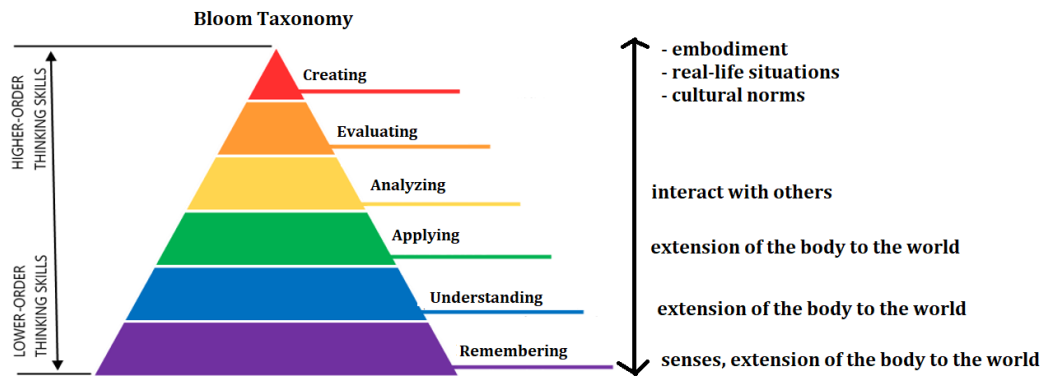 Bloom Taxonomy
HIGHER-ORDER
THINKING SKILLS
LOWER-ORDER
THINKING SKILLS
Creating
Evaluating
Analyzing
Applying
Understanding
Remembering
- embodiment
- real-life situations
- cultural norms
interact with others
extension of the body to the world
extension of the body to the world
senses, extension of the body to the world